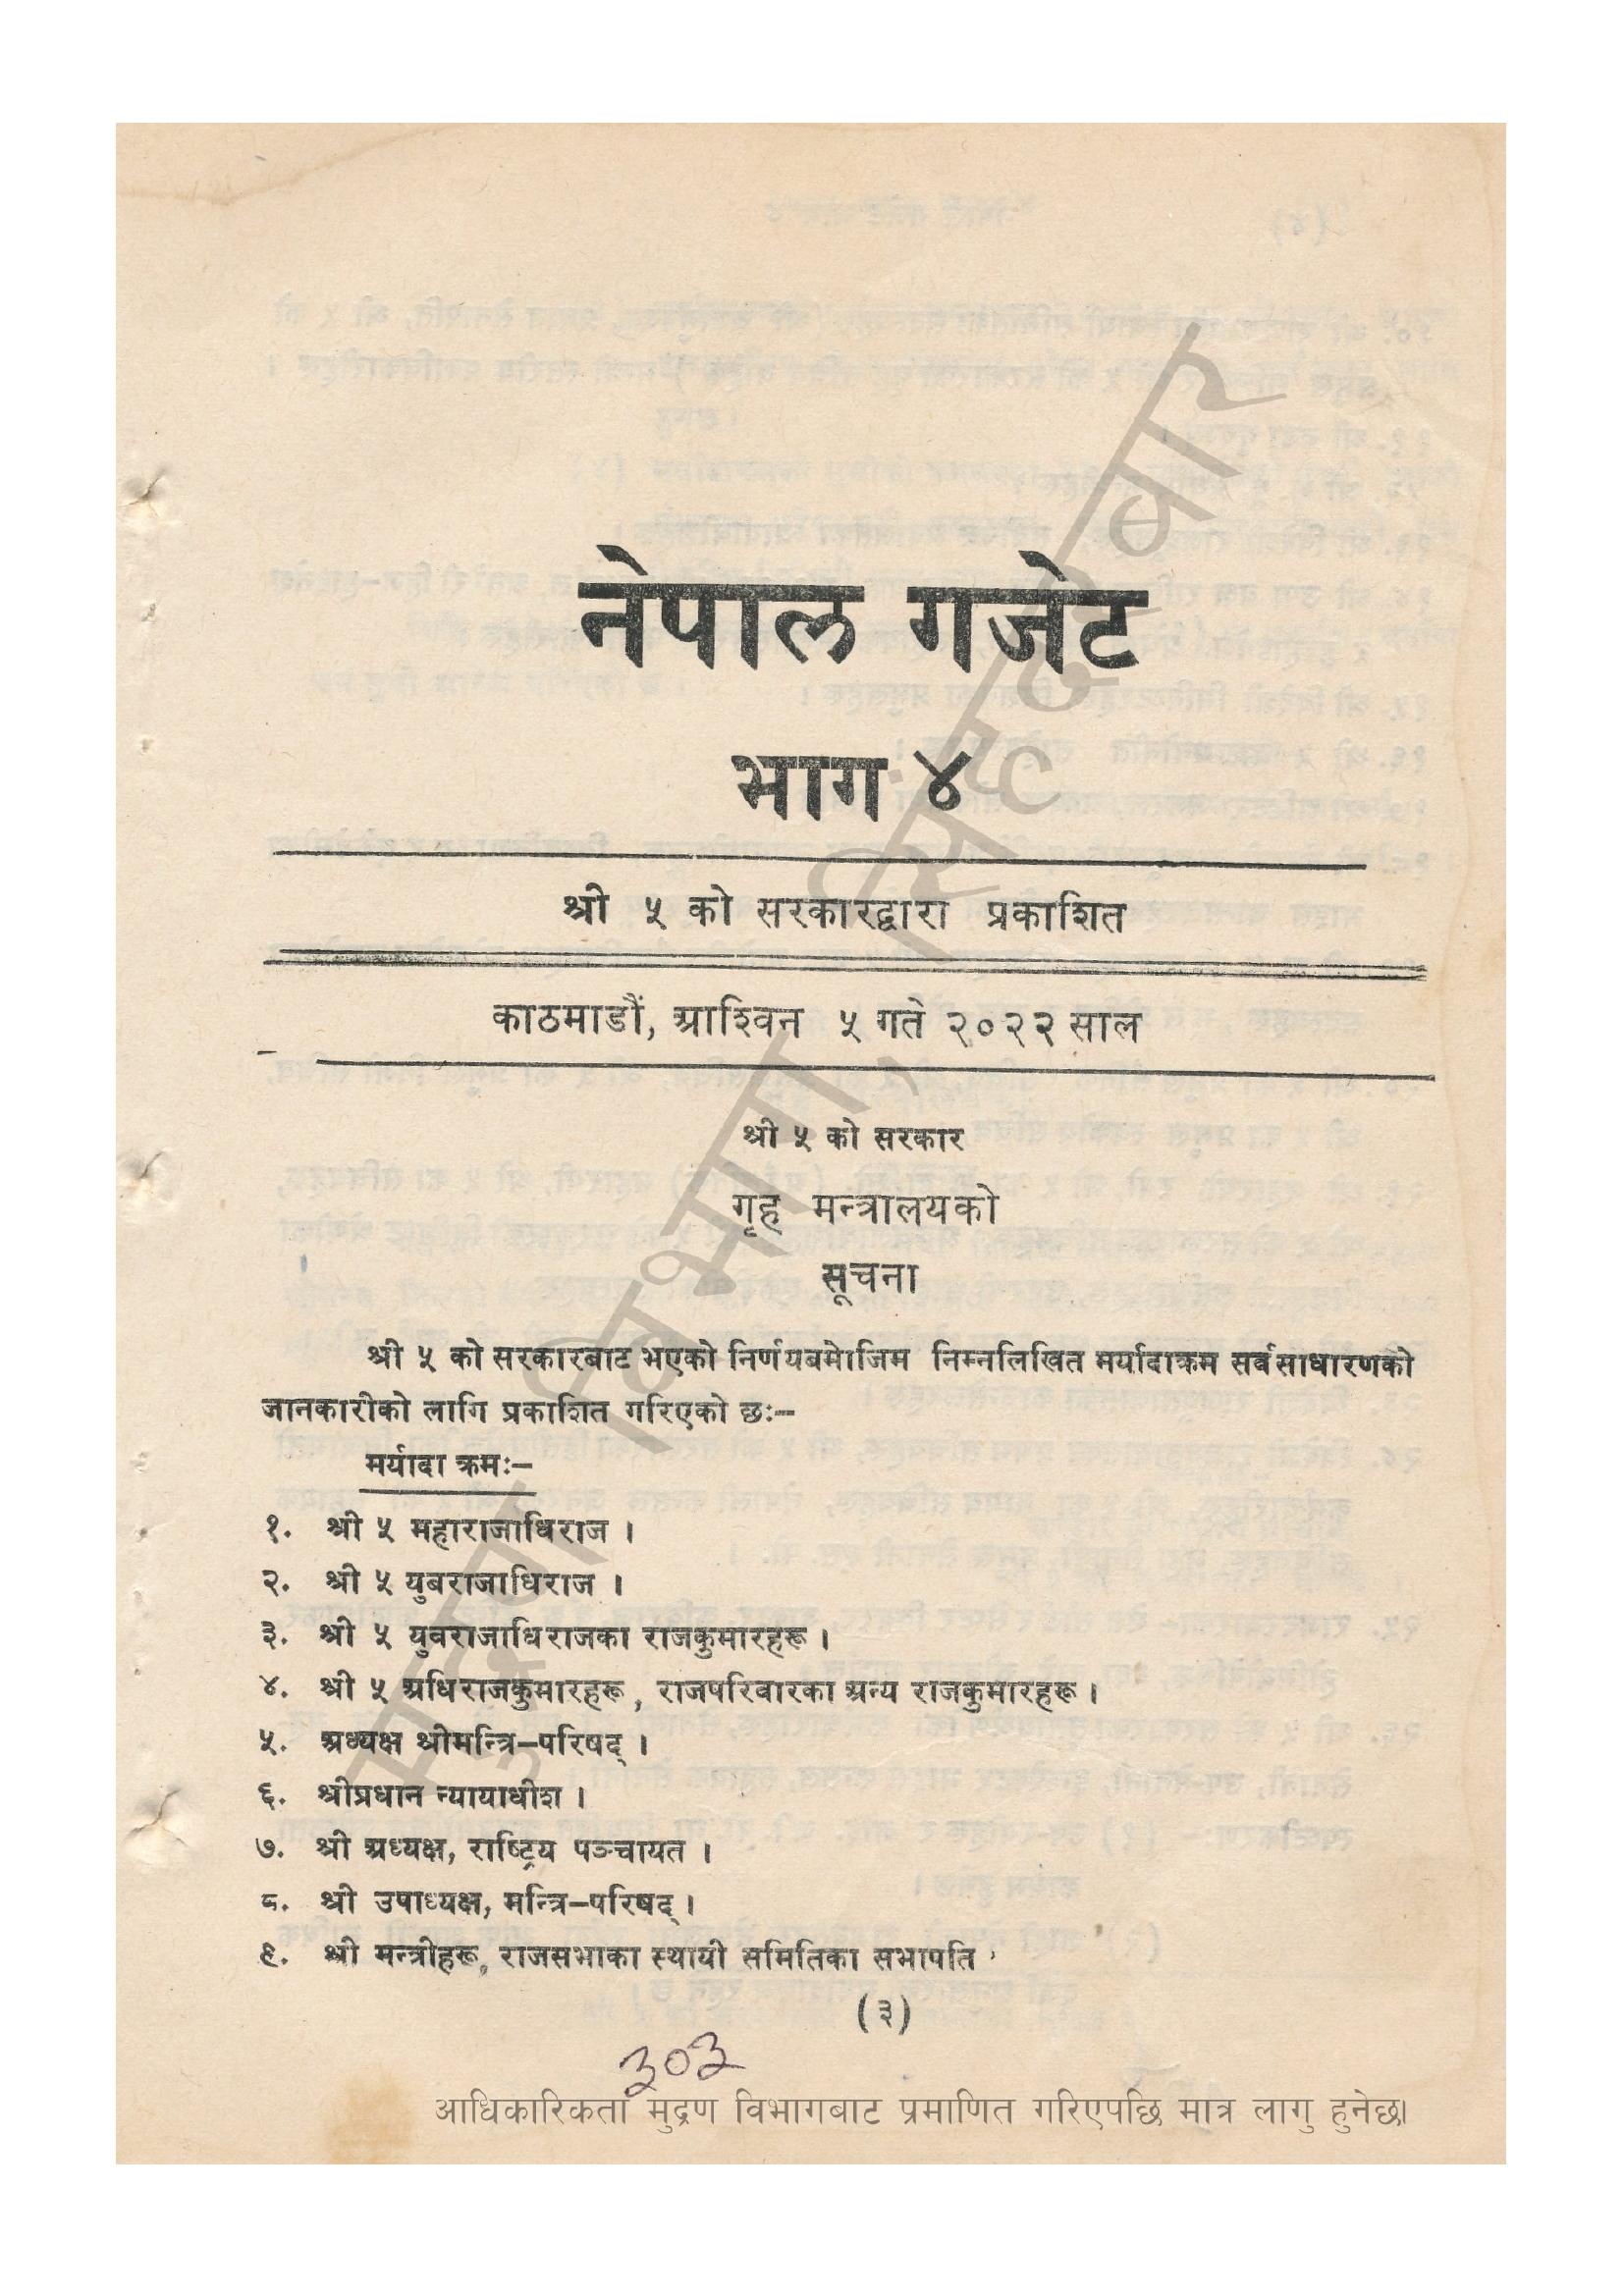 नेपाल गजेट
भाग ४
श्री ५ को सरकारद्वारा प्रकाशित
काठमाडौं, आश्विन ५ गते २०२२ साल
श्री ५ को सरकार
गृह मन्त्रालयको
सूचना
श्री ५ को सरकारबाट भएको निर्णयबमोजिम निम्नलिखित मर्यादाक्रम सर्वसाधारणको
जानकारीको लागि प्रकाशित गरिएको छः–
मर्यादा क्रमः–
१. श्री ५ महाराजाधिराज ।
२. श्री ५ युबराजाधिराज ।
३. श्री ५ युवराजाधिराजका राजकुमारहरू ।
४. श्री ५ अधिराजकुमारहरू, राजपरिवारका अन्य राजकुमारहरू ।
५. अध्यक्ष श्रीमन्त्रि–परिषद् ।
६. श्रीप्रधान न्यायाधीश ।
७. श्री अध्यक्ष, राष्ट्रिय पञ्चायत ।
८. श्री उपाध्यक्ष, मन्त्रि–परिषद् ।
९. श्री मन्त्रीहरू, राजसभाका स्थायी समितिका सभापति
(३)
३०३
आधिकारिकता मुद्रण विभागबाट प्रमाणित गरिएपछि मात्र लागु हुनेछ।
मुद्रण विभाग, सिंहदरबार